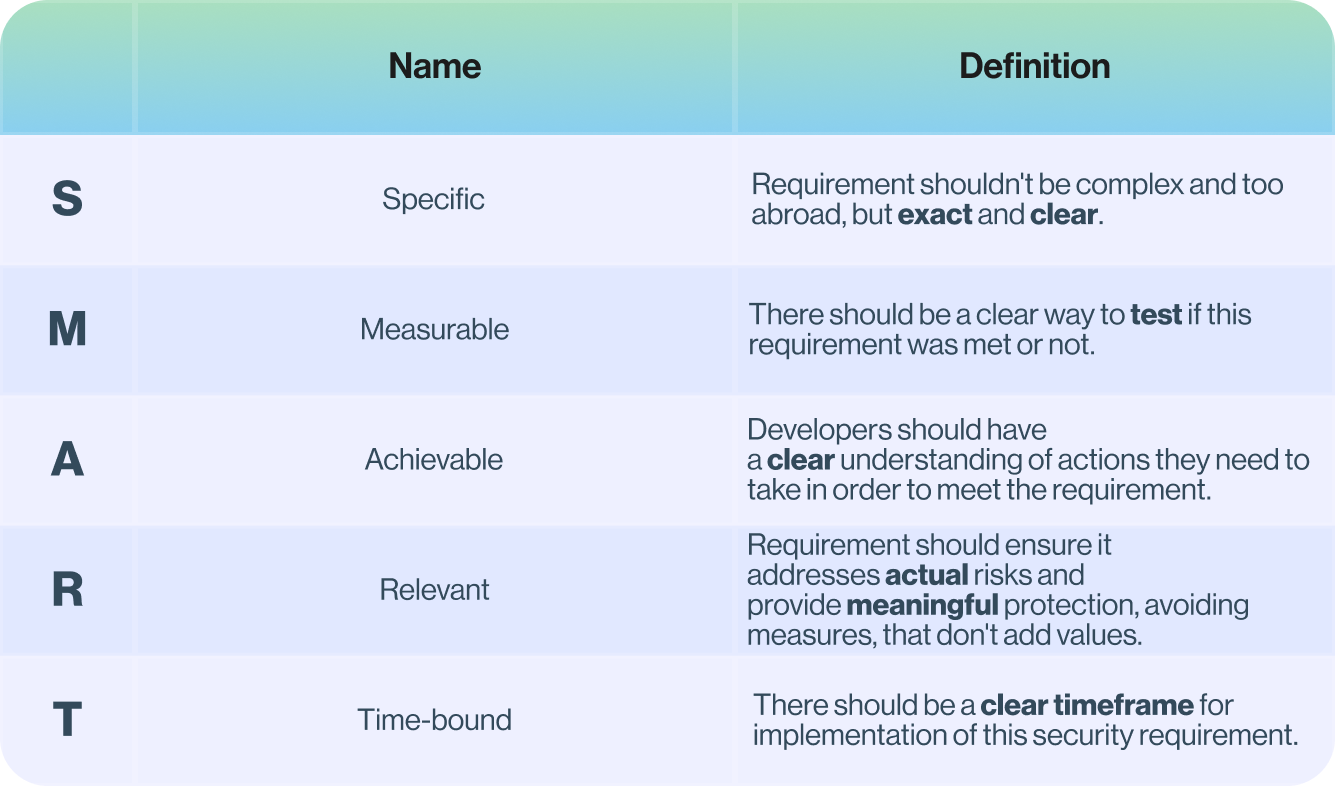 Name Definition
S Specific Requirement shouldn't be complex and too
abroad, but exact and clear.
M Measurable There should be a clear way to test if this
requirement was met or not.
A Achievable Developers should have
a clear understanding of actions they need to
take in order to meet the requirement.
R Relevant Requirement should ensure it
addresses actual risks and
provide meaningful protection, avoiding
measures, that don't add values.
T Time-bound There should be a clear timeframe for
implementation of this security requirement.